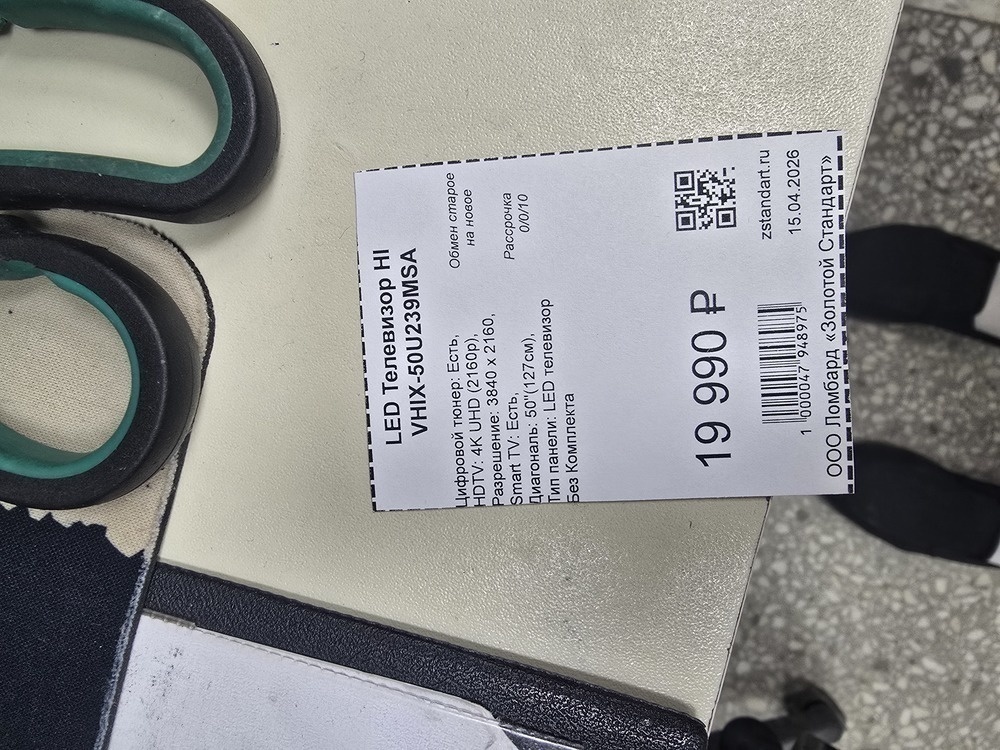 LED Телевизор HI
VHIX-50U239MSA
Цифровой тюнер: Есть,
HDTV: 4K UHD (2160p),
Разрешение: 3840 x 2160,
Smart TV: Есть,
Диагональ: 50"(127см),
Тип панели: LED телевизор
Без Комплекта
Обмен старое
на новое
Рассрочка
0/0/10
19 990 ₽
1 000047 948975
zstandart.ru
15.04.2026
ООО Ломбард «Золотой Стандарт»